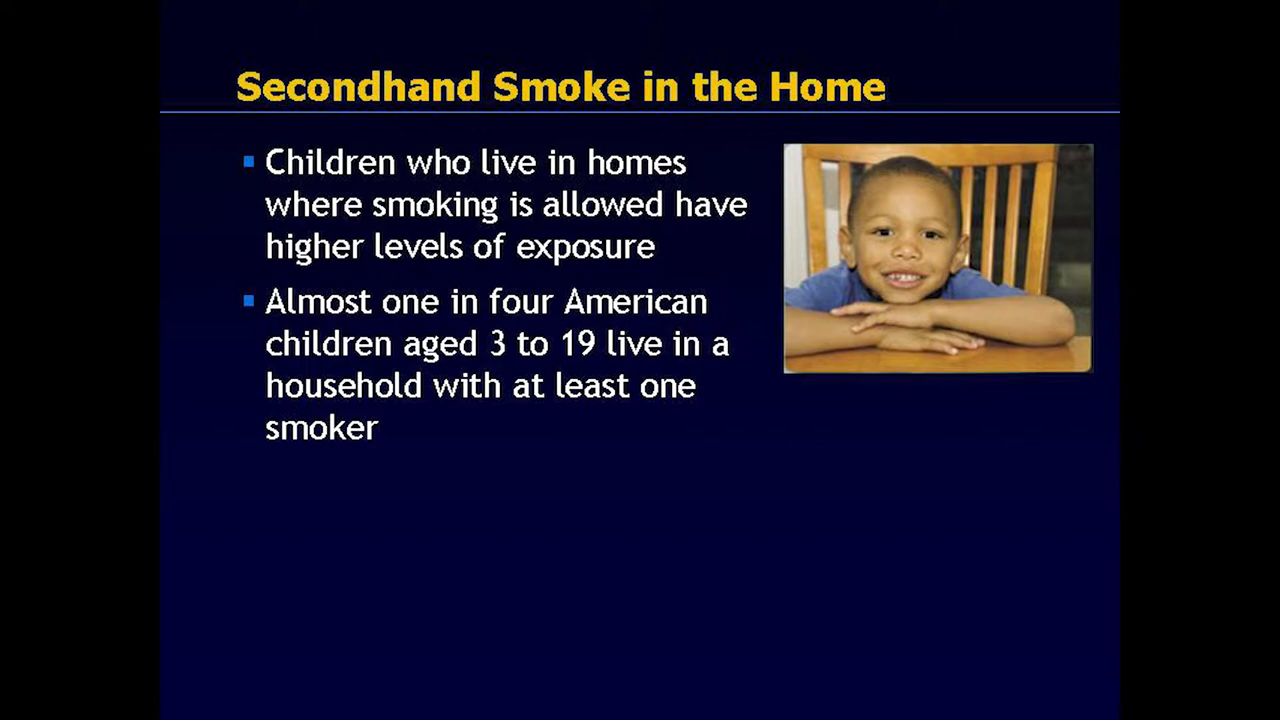 Secondhand Smoke in the Home
Children who live in homes
where smoking is allowed have
higher levels of exposure
Almost one in four American
children aged 3 to 19 live in a
household with at least one
smoker